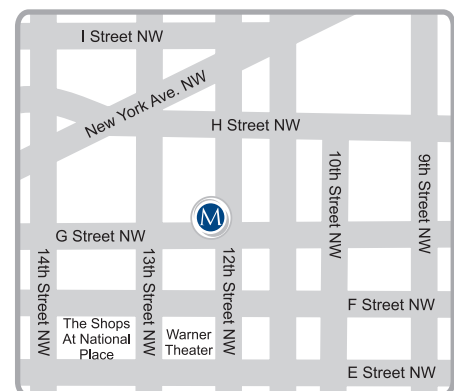 I Street NW
New York Ave. NW
H Street NW
10th Street NW
9th Street NW
M
G Street NW
14th Street NW
13th Street NW
12th Street NW
F Street NW
The Shops
At National
Place
Warner
Theater
E Street NW